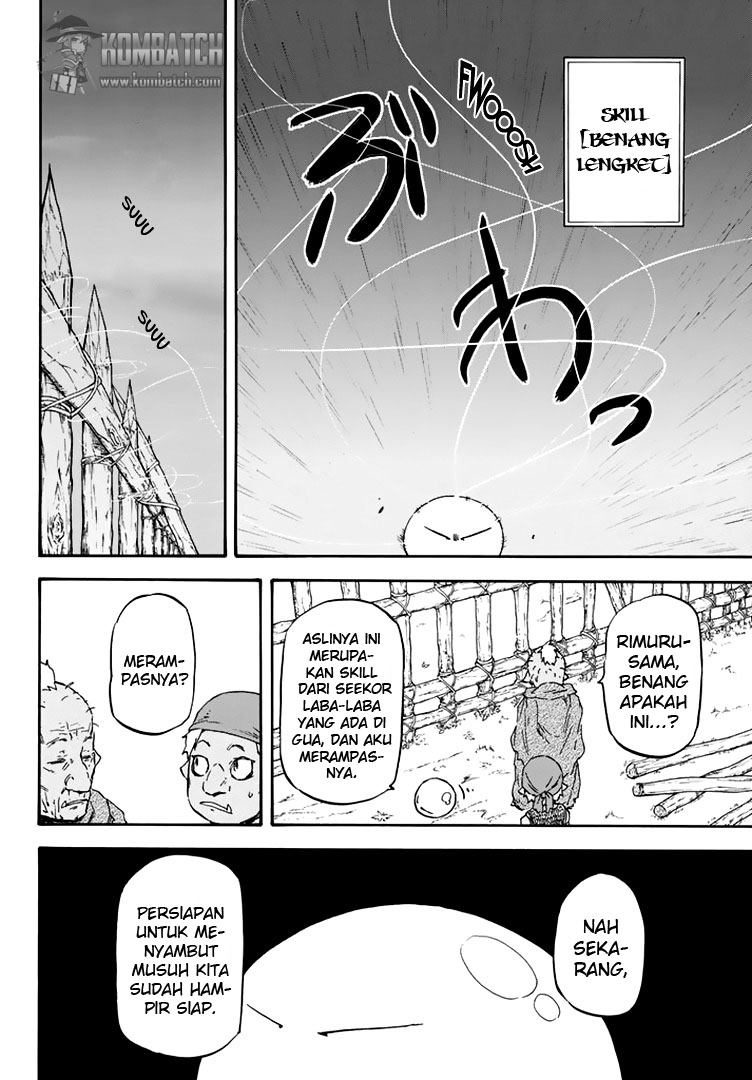 SKILL
[BENANG
LENGKET]
FWOOOSH
ぶ
わっ
KOMBATCH
www.kombatch.com
SUUU
SUUU
RIMURU-
SAMA,
BENANG
APAKAH
INI...?
ASLINYA INI
MERUPA-
KAN SKILL
DARI SEEKOR
LABA-LABA
YANG ADA DI
GUA, DAN AKU
MERAMPAS-
NYA.
MERAM-
PASNYA?
NAH
SEKA-
RANG,
PERSIAPAN
UNTUK ME-
NYAMBUT
MUSUH KITA
SUDAH HAM-
PIR SIAP.